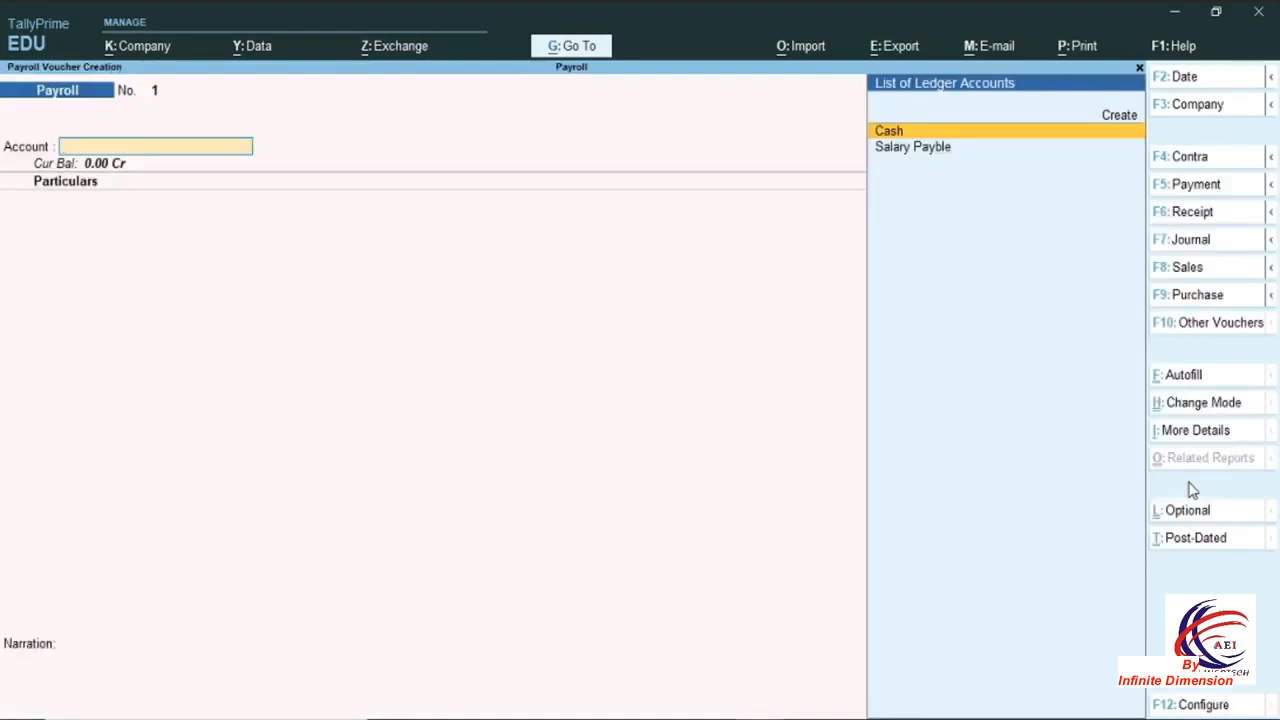 TallyPrime
EDU
MANAGE
K: Company
Y: Data
Z: Exchange
G: Go To
O: Import
E: Export
M: E-mail
P: Print
F1: Help
Payroll Voucher Creation
Payroll
Payroll No. 1
Account :
Cur Bal: 0.00 Cr
Particulars
Narration:
List of Ledger Accounts
Create
Cash
Salary Payble
F2: Date
F3: Company
F4: Contra
F5: Payment
F6: Receipt
F7: Journal
F8: Sales
F9: Purchase
F10: Other Vouchers
F: Autofill
H: Change Mode
I: More Details
O: Related Reports
L: Optional
T: Post-Dated
AEI
By
Infinite Dimension
F12: Configure